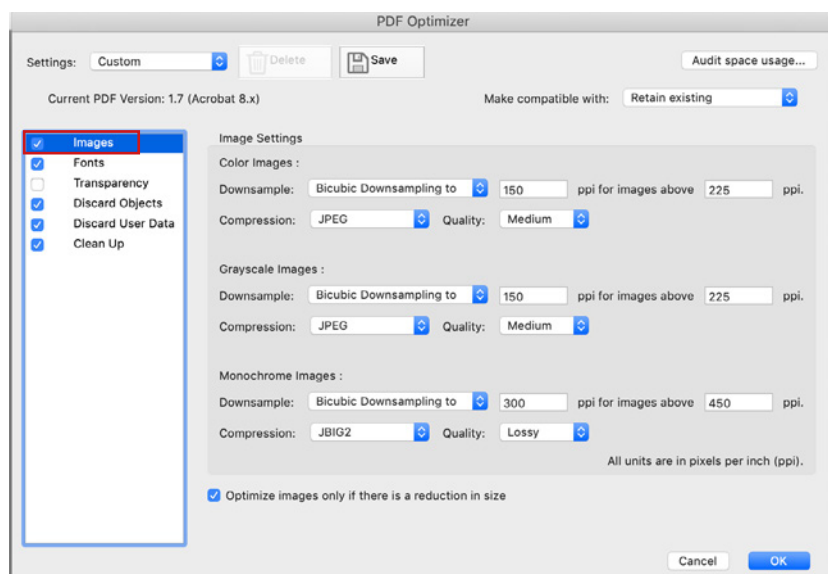 PDF Optimizer
Settings: Custom Delete Save Audit space usage...
Current PDF Version: 1.7 (Acrobat 8.x) Make compatible with: Retain existing
Images
Fonts
Transparency
Discard Objects
Discard User Data
Clean Up
Image Settings
Color Images :
Downsample: Bicubic Downsampling to 150 ppi for images above 225 ppi.
Compression: JPEG Quality: Medium
Grayscale Images :
Downsample: Bicubic Downsampling to 150 ppi for images above 225 ppi.
Compression: JPEG Quality: Medium
Monochrome Images :
Downsample: Bicubic Downsampling to 300 ppi for images above 450 ppi.
Compression: JBIG2 Quality: Lossy
All units are in pixels per inch (ppi).
Optimize images only if there is a reduction in size
Cancel OK